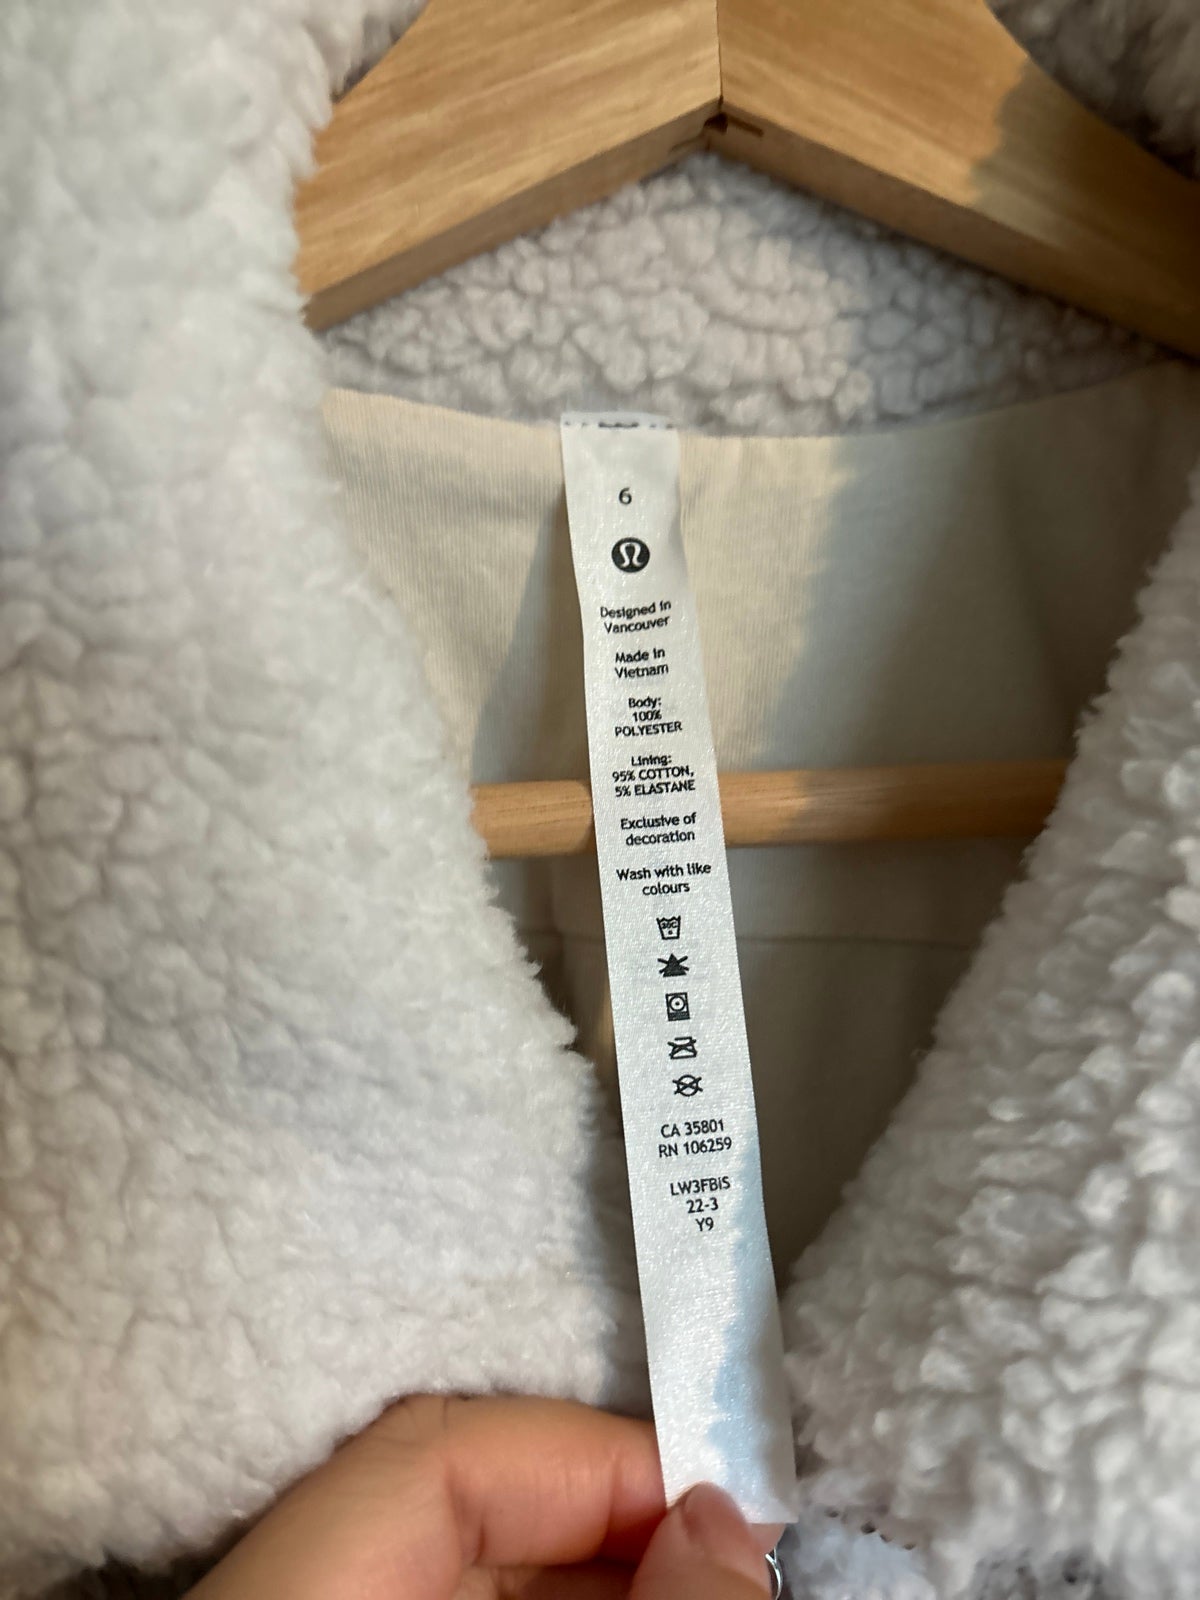 6
Designed in
Vancouver
Made in
Vietnam
Body:
100%
POLYESTER
Lining:
95% COTTON,
5% ELASTANE
Exclusive of
decoration
Wash with like
colours
30C
CA 35801
RN 106259
LW3FBIS
22-3
Y9